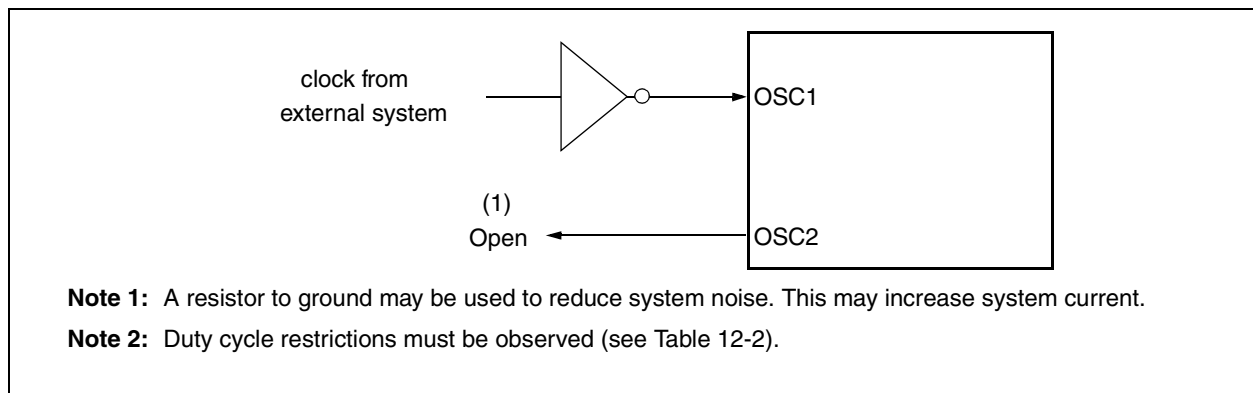 clock from
external system
OSC1
(1)
Open
OSC2
Note 1: A resistor to ground may be used to reduce system noise. This may increase system current.
Note 2: Duty cycle restrictions must be observed (see Table 12-2).